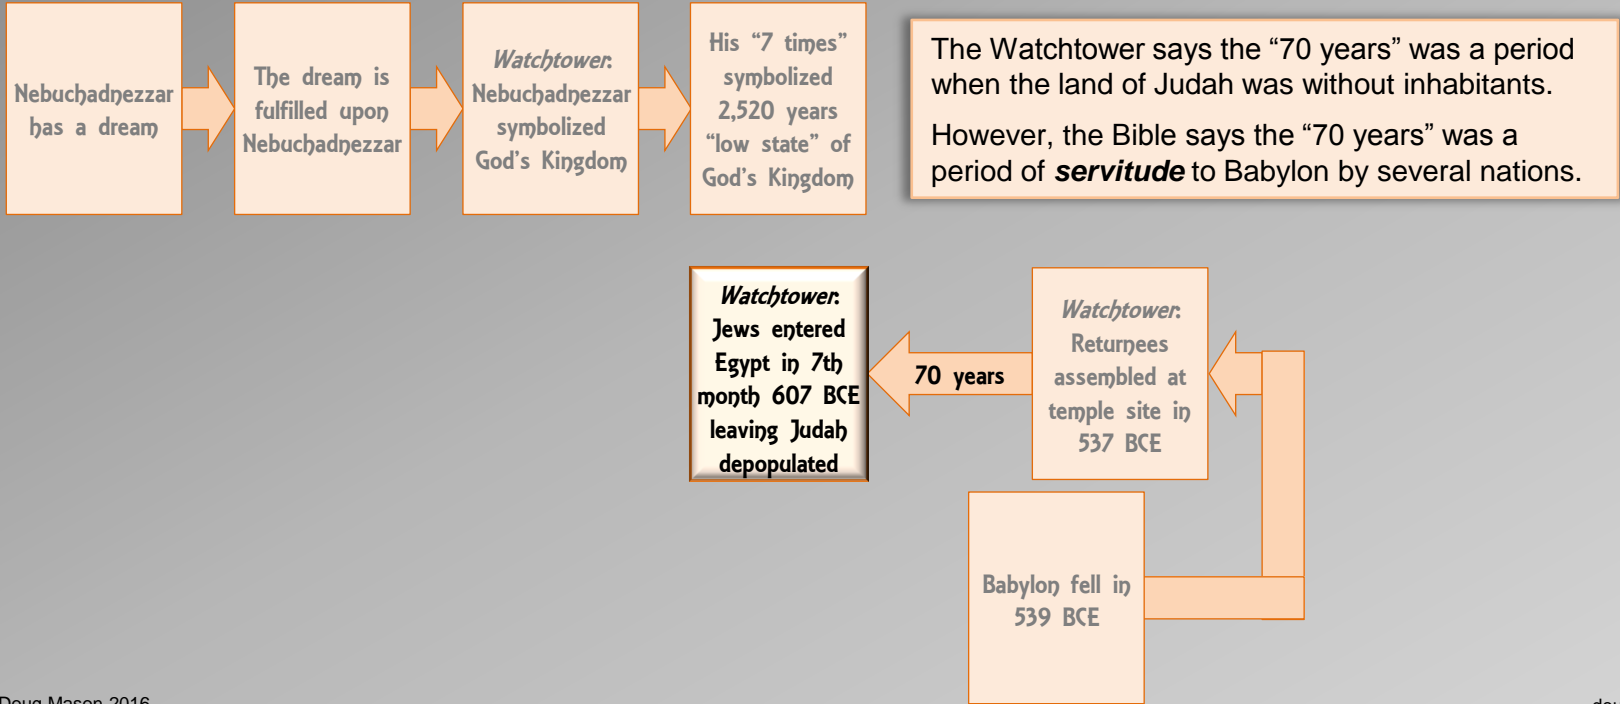 Nebuchadnezzar
has a dream
The dream is
fulfilled upon
Nebuchadnezzar
Watchtower:
Nebuchadnezzar
symbolized
God's Kingdom
His “7 times”
symbolized
2,520 years
“low state” of
God's Kingdom
The Watchtower says the “70 years” was a period
when the land of Judah was without inhabitants.
However, the Bible says the “70 years” was a
period of servitude to Babylon by several nations.
Watchtower:
Jews entered
Egypt in 7th
month 607 BCE
leaving Judah
depopulated
70 years
Watchtower:
Returnees
assembled at
temple site in
537 BCE
Babylon fell in
539 BCE
Doug Mason 2016